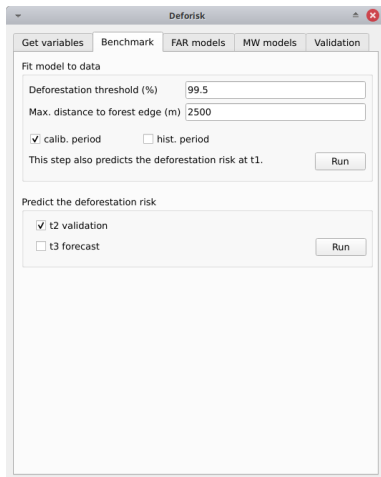 Deforisk
Get variables Benchmark FAR models MW models Validation
Fit model to data
Deforestation threshold (%) 99.5
Max. distance to forest edge (m) 2500
calib. period hist. period
This step also predicts the deforestation risk at t1. Run
Predict the deforestation risk
t2 validation
t3 forecast Run